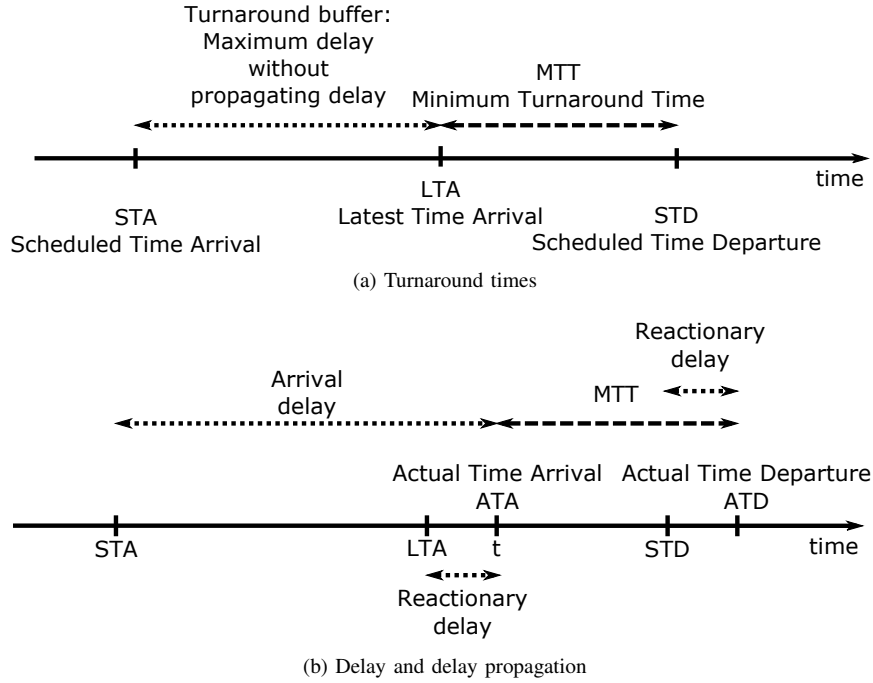 Turnaround buffer:
Maximum delay
without
propagating delay
MTT
Minimum Turnaround Time
time
STA
Scheduled Time Arrival
LTA
Latest Time Arrival
STD
Scheduled Time Departure
(a) Turnaround times
Reactionary
delay
Arrival
delay
MTT
Actual Time Arrival
ATA
Actual Time Departure
ATD
STA
LTA
t
STD
time
Reactionary
delay
(b) Delay and delay propagation